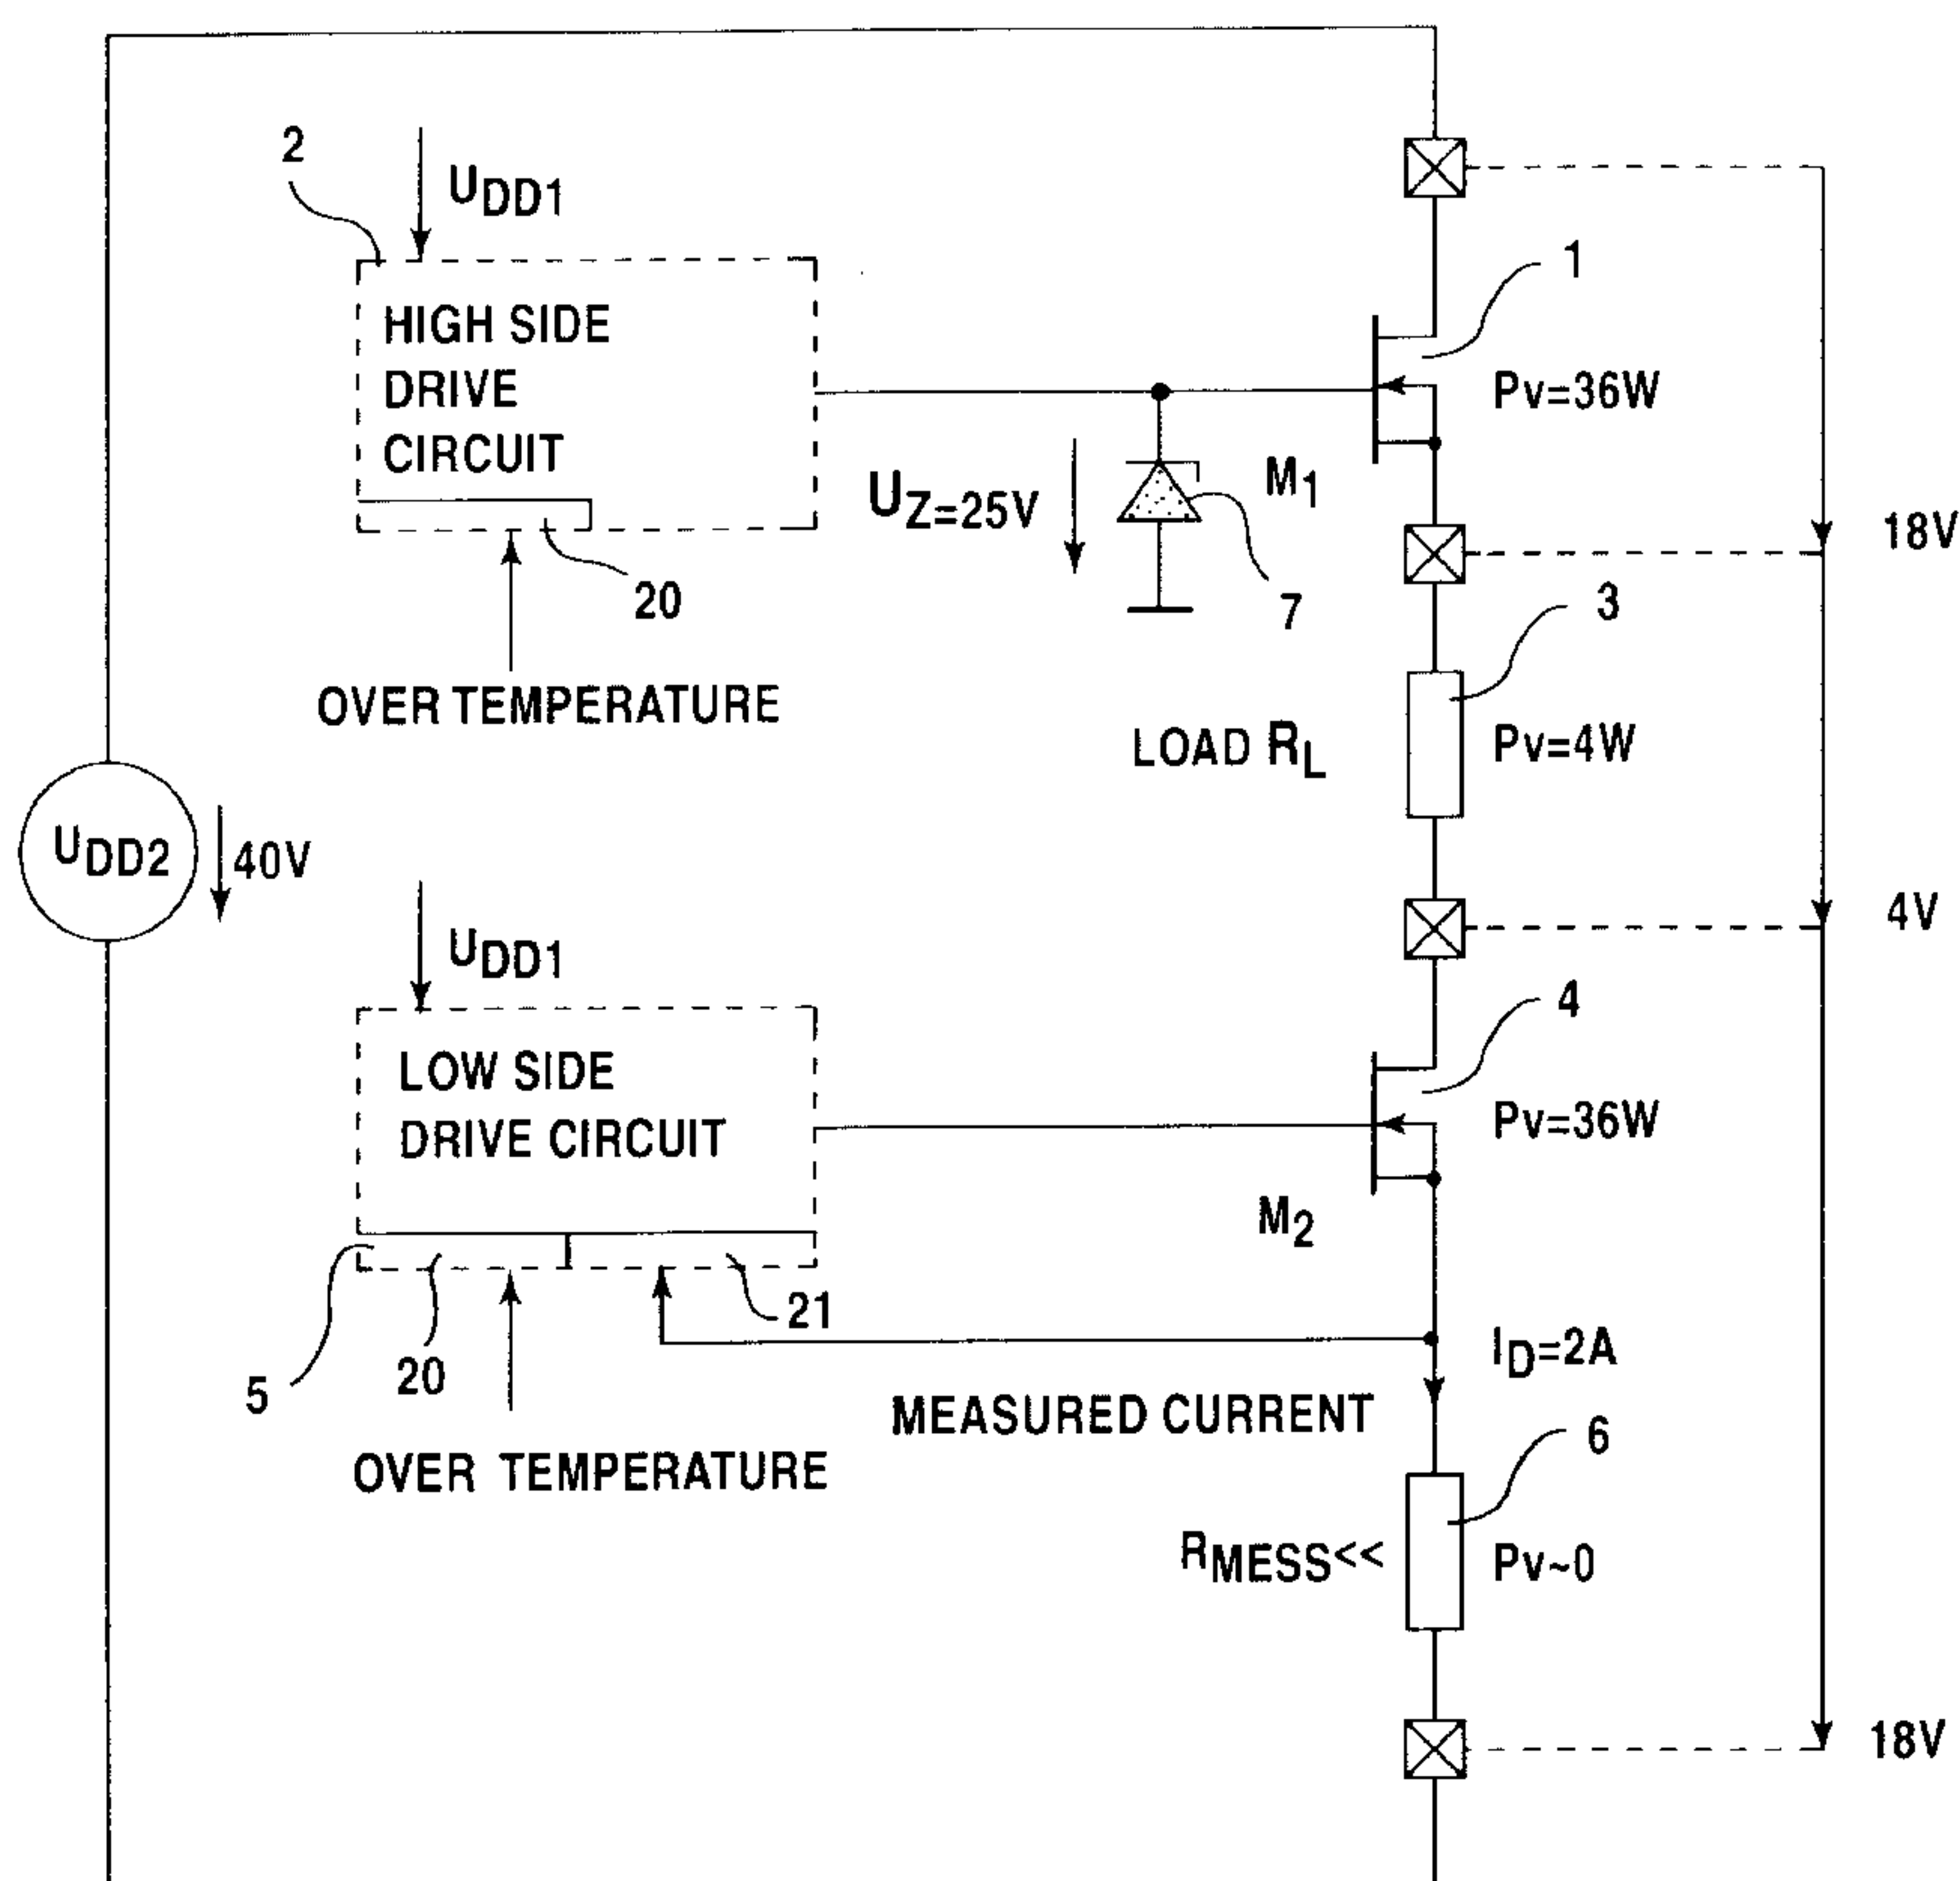 2
UDD1
HIGH SIDE
DRIVE
CIRCUIT
20
OVER TEMPERATURE
UZ=25V
7
M1
1
Pv=36W
18V
3
LOAD RL
Pv=4W
UDD2
40V
4V
UDD1
LOW SIDE
DRIVE CIRCUIT
4
Pv=36W
M2
5
20
21
OVER TEMPERATURE
MEASURED CURRENT
ID=2A
6
RMESS<<
Pv~0
18V